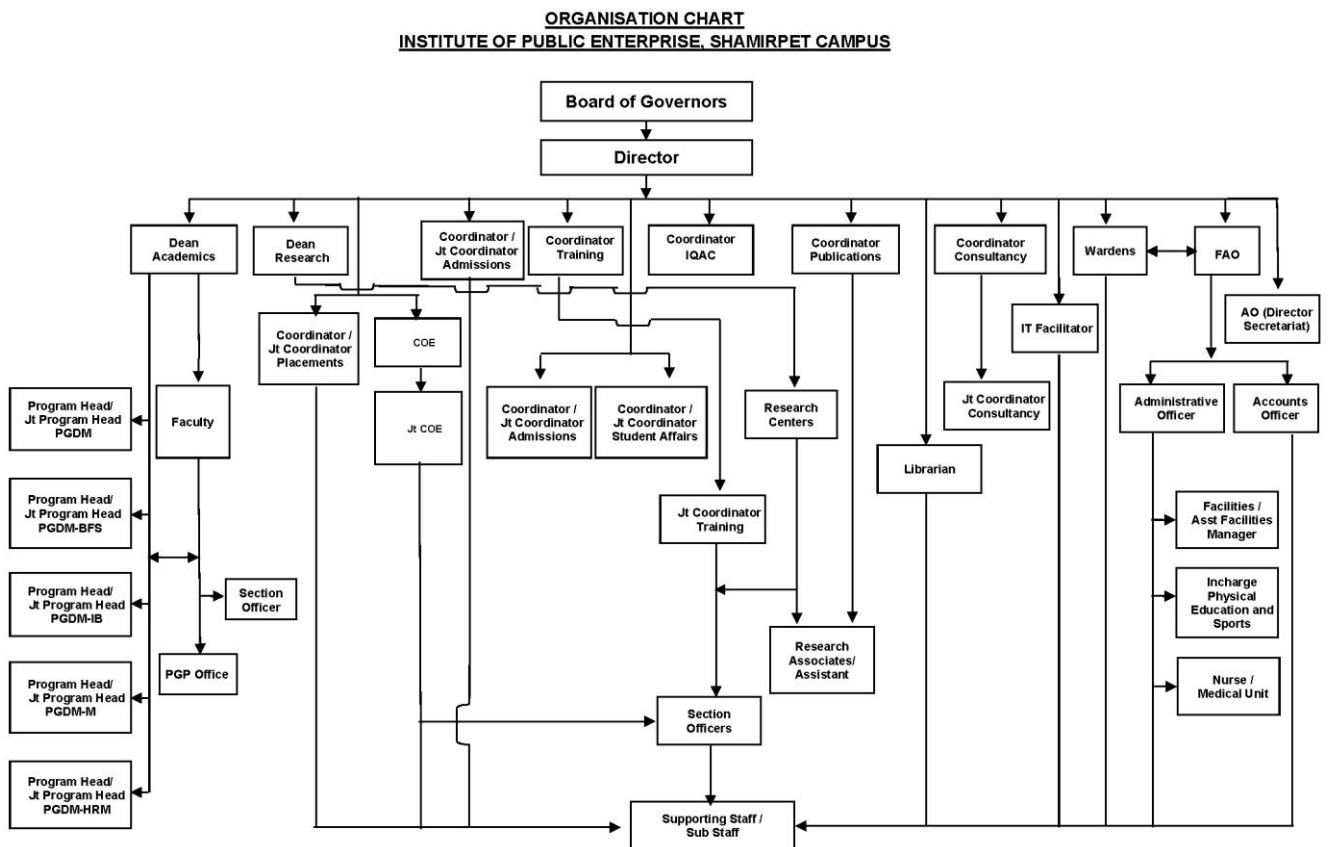 ORGANISATION CHART
INSTITUTE OF PUBLIC ENTERPRISE, SHAMIRPET CAMPUS
Board of Governors
Director
Dean
Academics
Dean
Research
Coordinator /
Jt Coordinator
Admissions
Coordinator
Training
Coordinator
IQAC
Coordinator
Publications
Coordinator
Consultancy
Wardens
FAO
Coordinator /
Jt Coordinator
Placements
COE
IT Facilitator
AO (Director
Secretariat)
Program Head/
Jt Program Head
PGDM
Faculty
Jt COE
Coordinator /
Jt Coordinator
Admissions
Coordinator /
Jt Coordinator
Student Affairs
Research
Centers
Jt Coordinator
Consultancy
Administrative
Officer
Accounts
Officer
Librarian
Program Head/
Jt Program Head
PGDM-BFS
Jt Coordinator
Training
Facilities /
Asst Facilities
Manager
Program Head/
Jt Program Head
PGDM-IB
Section
Officer
Incharge
Physical
Education and
Sports
PGP Office
Research
Associates/
Assistant
Program Head/
Jt Program Head
PGDM-M
Section
Officers
Nurse /
Medical Unit
Program Head/
Jt Program Head
PGDM-HRM
Supporting Staff /
Sub Staff